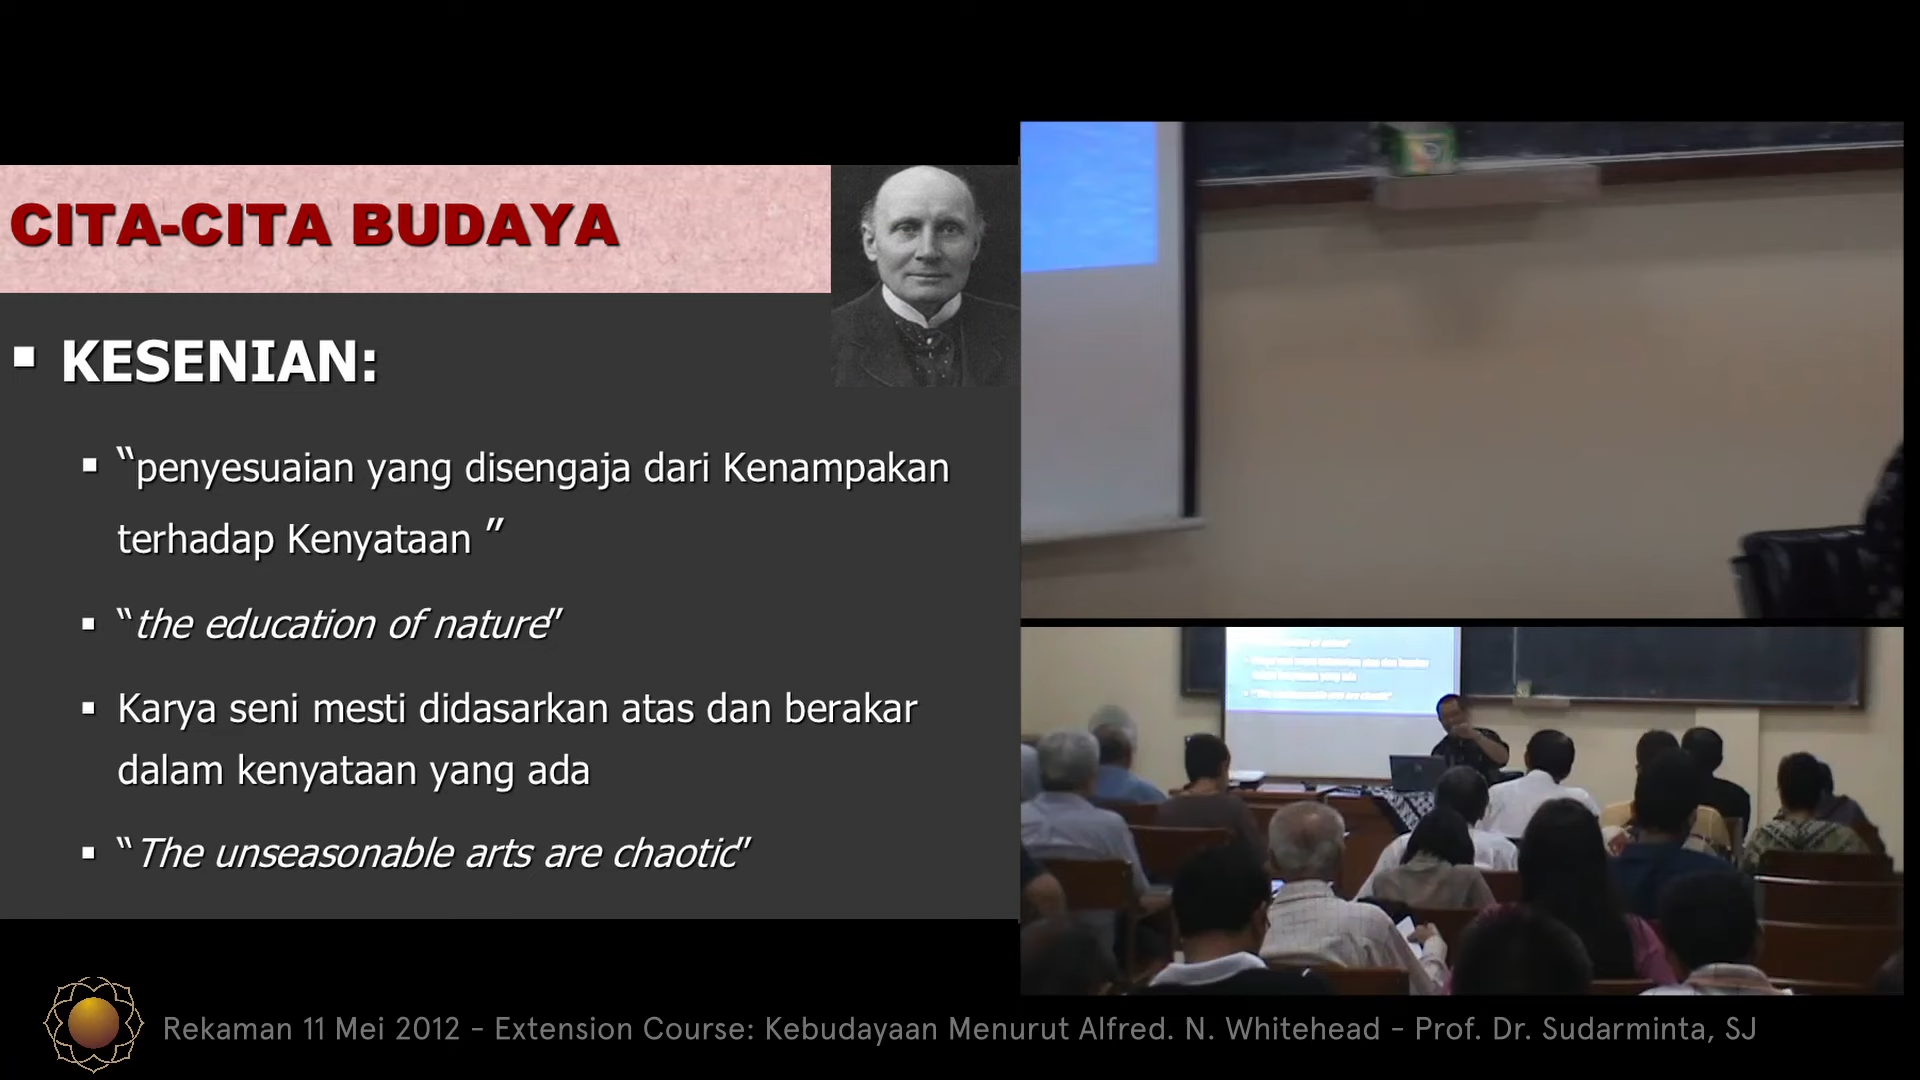 CITA-CITA BUDAYA
▪ KESENIAN:
▪ “penyesuaian yang disengaja dari Kenampakan
terhadap Kenyataan ”
▪ “the education of nature”
▪ Karya seni mesti didasarkan atas dan berakar
dalam kenyataan yang ada
▪ “The unseasonable arts are chaotic”
Rekaman 11 Mei 2012 - Extension Course: Kebudayaan Menurut Alfred. N. Whitehead - Prof. Dr. Sudarminta, SJ